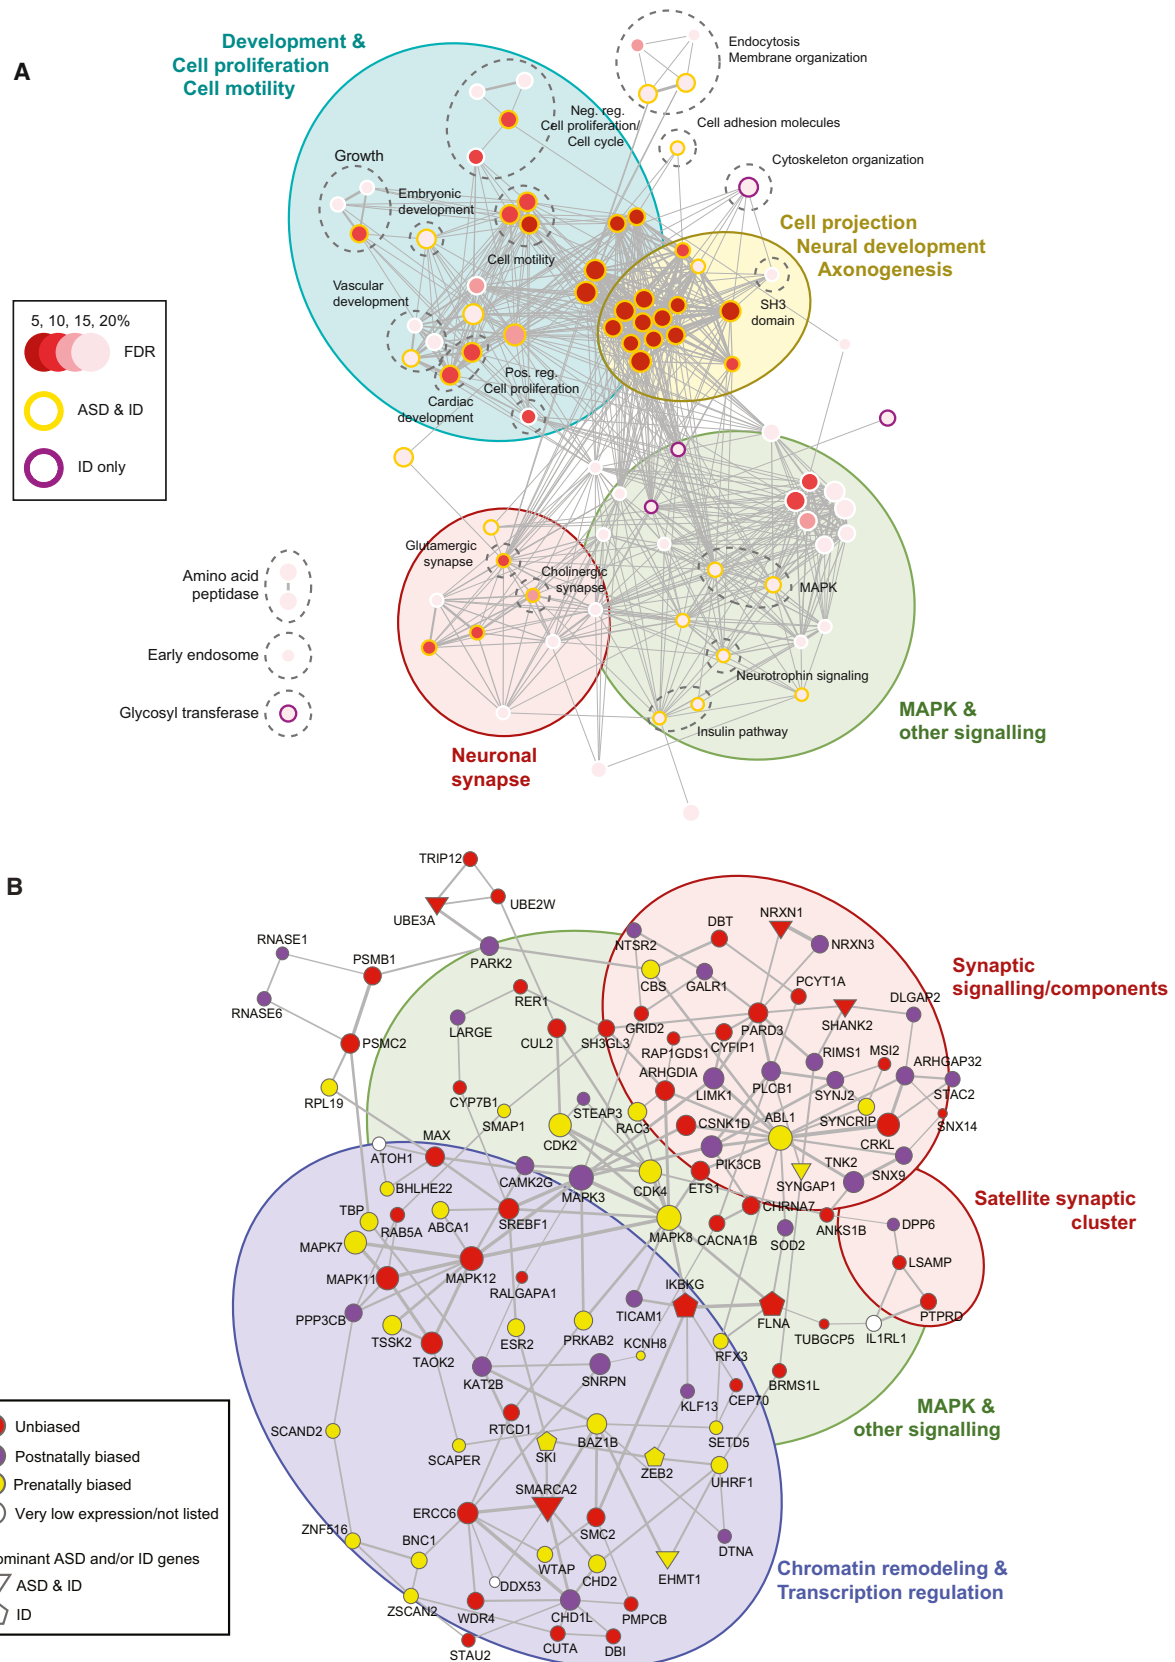 A
Development &
Cell proliferation
Cell motility
Endocytosis
Membrane organization
Neg. reg.
Cell proliferation/
Cell cycle
Cell adhesion molecules
Cytoskeleton organization
Growth
Embryonic
development
Cell motility
Cell projection
Neural development
Axonogenesis
Vascular
development
SH3
domain
5, 10, 15, 20%
FDR
ASD & ID
ID only
Pos. reg.
Cell proliferation
Cardiac
development
Glutamergic
synapse
Cholinergic
synapse
MAPK
Amino acid
peptidase
Early endosome
Neurotrophin signaling
Glycosyl transferase
Insulin pathway
MAPK &
other signalling
Neuronal
synapse
B
TRIP12
UBE3A
UBE2W
RNASE1
PSMB1
PARK2
NTSR2
DBT
NRXN1
NRXN3
Synaptic
signalling/components
RNASE6
RER1
CBS
GALR1
PCYT1A
DLGAP2
LARGE
CUL2
SH3GL3
GRID2
PARD3
SHANK2
PSMC2
RAP1GDS1
CYFIP1
RIMS1
MSI2
ARHGAP32
RPL19
CYP7B1
ARHGDIA
LIMK1
PLCB1
SYNJ2
STAC2
SMAP1
STEAP3
RAC3
CSNK1D
ABL1
SYNCRIP
SNX14
CDK2
CRKL
ATOH1
MAX
PIK3CB
TNK2
SNX9
CAMK2G
MAPK3
CDK4
ETS1
SYNGAP1
Satellite synaptic
cluster
BHLHE22
TBP
RAB5A
ABCA1
SREBF1
CHRNA7
ANKS1B
DPP6
MAPK7
MAPK8
CACNA1B
SOD2
MAPK11
MAPK12
RALGAPA1
IKBKG
LSAMP
PPP3CB
TICAM1
FLNA
PTPRD
TSSK2
TAOK2
ESR2
PRKAB2
KCNH8
RFX3
TUBGCP5
IL1RL1
KAT2B
SNRPN
KLF13
CEP70
BRMS1L
MAPK &
other signalling
Unbiased
Postnatally biased
Prenatally biased
Very low expression/not listed
ominant ASD and/or ID genes
ASD & ID
ID
SCAND2
RTCD1
SCAPER
SKI
BAZ1B
SETD5
ZEB2
UHRF1
SMARCA2
ERCC6
SMC2
ZNF516
BNC1
WTAP
CHD2
EHMT1
DTNA
DDX53
Chromatin remodeling &
Transcription regulation
ZSCAN2
WDR4
CHD1L
PMPCB
STAU2
CUTA
DBI